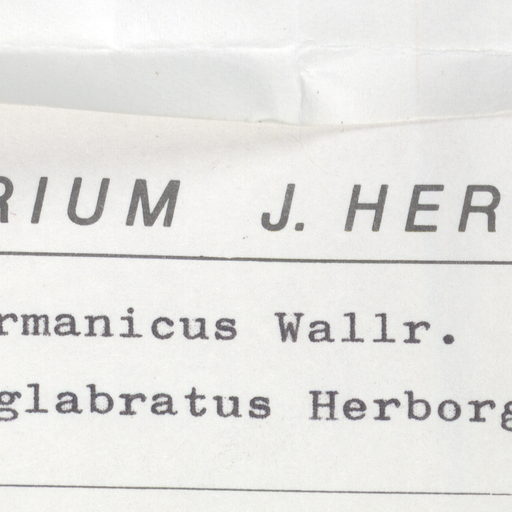 RIUM J. HER
rmanicus Wallr.
glabratus Herborg